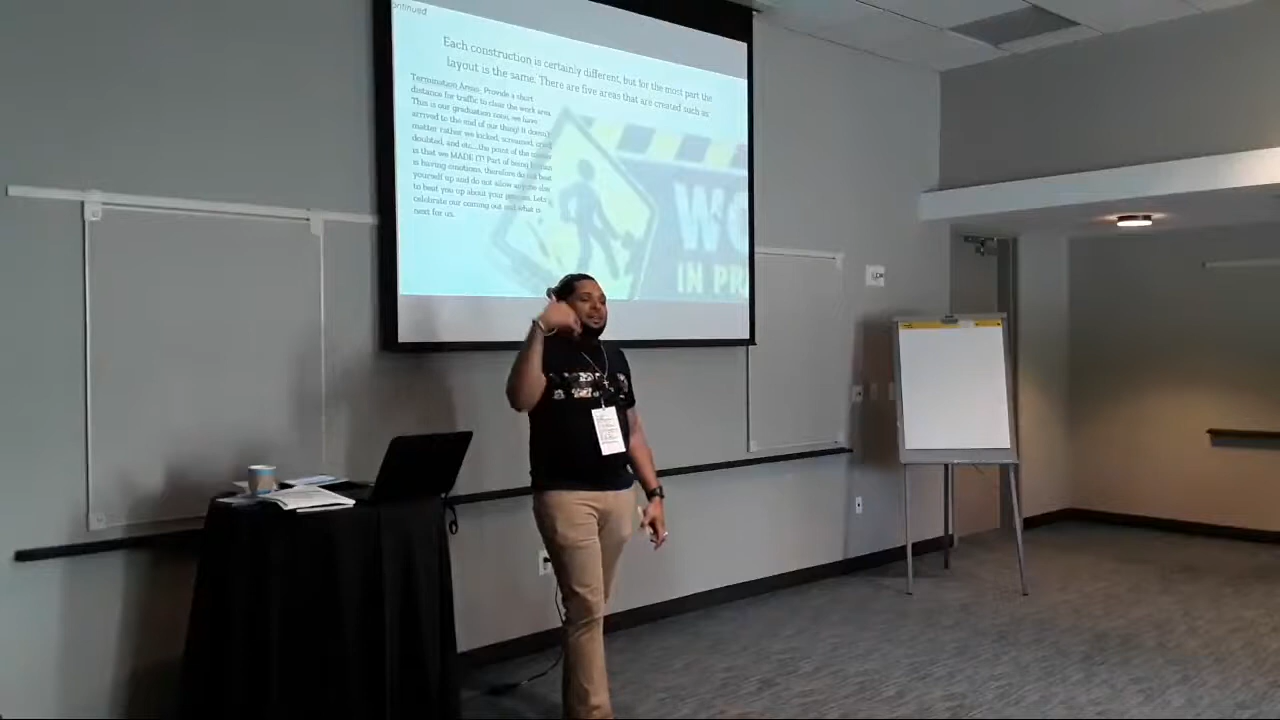 ontinued
Each construction is certainly different, but for the most part the
layout is the same. There are five areas that are created such as
Termination Areas- Provide a short
distance for traffic to clear the work area
This is our graduation zone, we have
arrived to the end of our thing! It doesn't
matter rather we kicked, screamed, cried
doubted, and etc...the point of the matter
is that we MADE IT! Part of being human
is having emotions, therefore do not beat
yourself up and do not allow anyone else
to beat you up about your process. Let's
celebrate our coming out and what is
next for us.
WO
IN PR